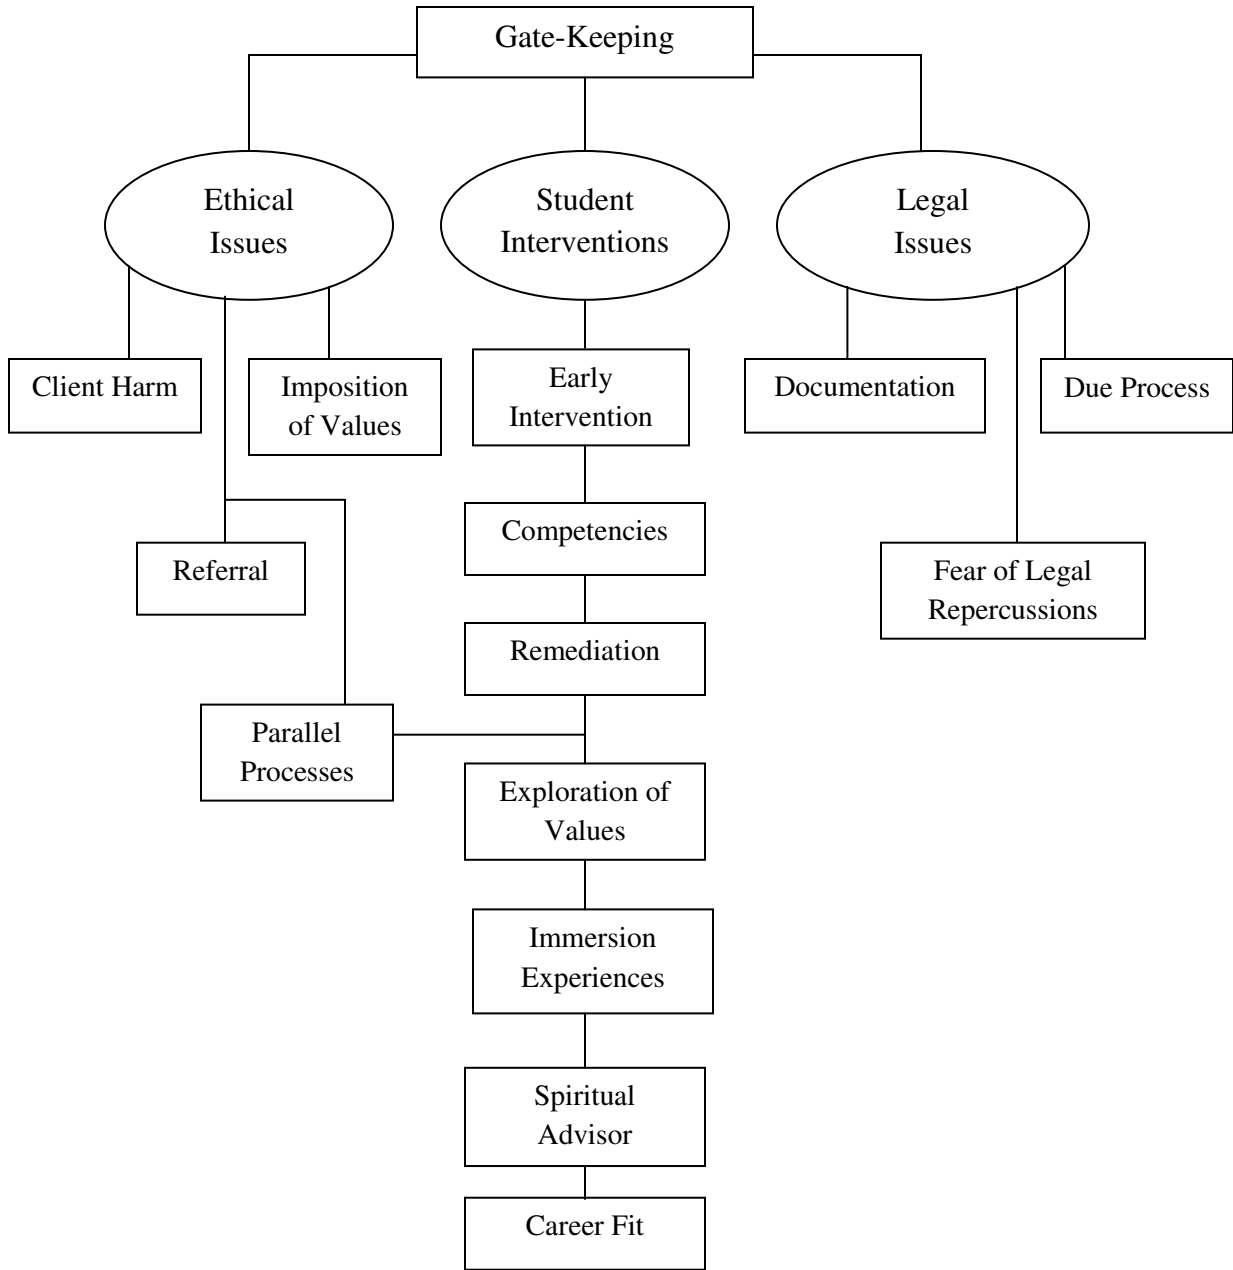 Gate-Keeping
Ethical
Issues
Student
Interventions
Legal
Issues
Client Harm
Imposition
of Values
Early
Intervention
Documentation
Due Process
Competencies
Referral
Fear of Legal
Repercussions
Remediation
Parallel
Processes
Exploration of
Values
Immersion
Experiences
Spiritual
Advisor
Career Fit